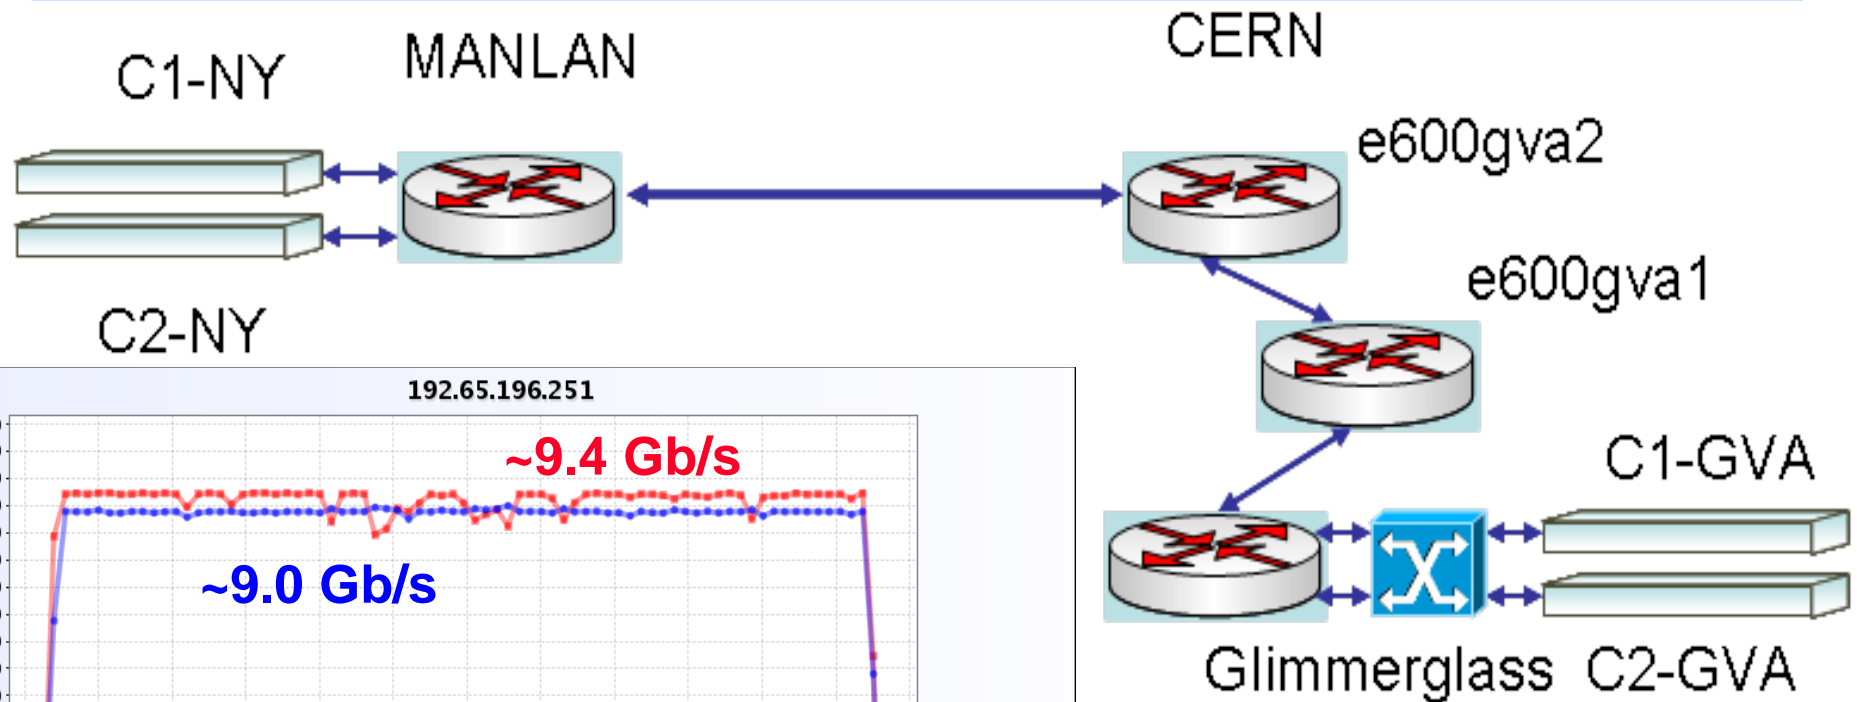 C1-NY
MANLAN
CERN
e600gva2
e600gva1
C2-NY
192.65.196.251
~9.4 Gb/s
~9.0 Gb/s
C1-GVA
Glimmerglass
C2-GVA